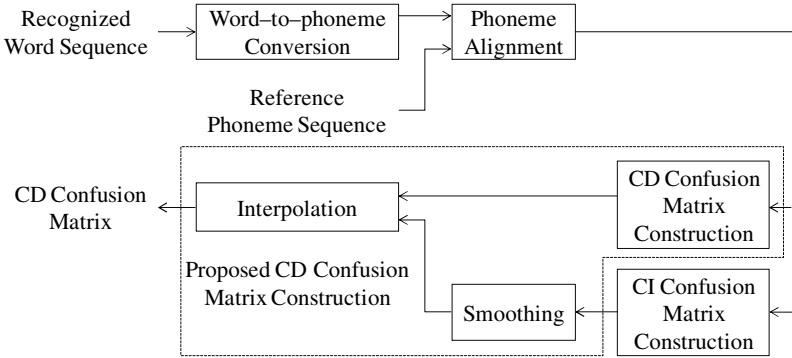 Recognized
Word Sequence
Word–to–phoneme
Conversion
Phoneme
Alignment
Reference
Phoneme Sequence
CD Confusion
Matrix
Interpolation
CD Confusion
Matrix
Construction
Proposed CD Confusion
Matrix Construction
Smoothing
CI Confusion
Matrix
Construction